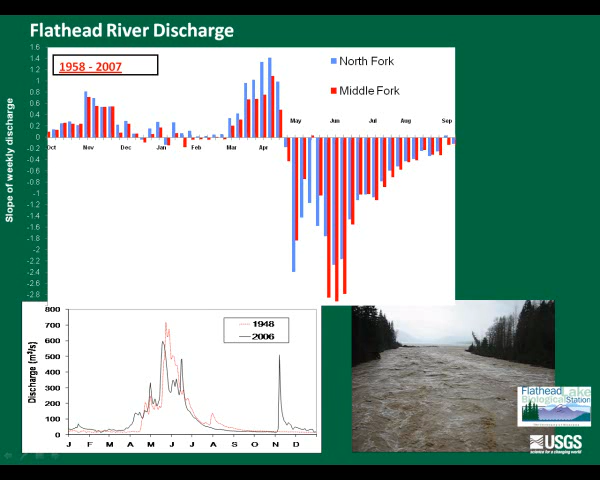 Flathead River Discharge
1.6
1.4
1.2
1
0.8
0.6
0.4
0.2
0
-0.2
-0.4
-0.6
-0.8
-1
-1.2
-1.4
-1.6
-1.8
-2
-2.2
-2.4
-2.6
-2.8
Slope of weekly discharge
1958 - 2007
North Fork
Middle Fork
Oct Nov Dec Jan Feb Mar Apr May Jun Jul Aug Sep
800
700
600
500
400
300
200
100
0
Discharge (m³/s)
1948
2006
J F M A M J J A S O N D
Flathead Lake
Biological Station
USGS
science for a changing world